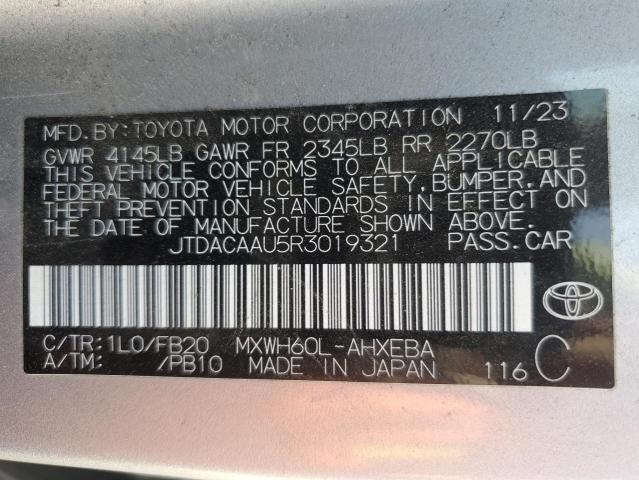 MFD. BY: TOYOTA MOTOR CORPORATION 11/23
GVWR 4145LB GAWR FR 2345LB RR 2270LB
THIS VEHICLE CONFORMS TO ALL APPLICABLE
FEDERAL MOTOR VEHICLE SAFETY, BUMPER, AND
THEFT PREVENTION STANDARDS IN EFFECT ON
THE DATE OF MANUFACTURE SHOWN ABOVE.
JTDACAAU5R3019321 PASS. CAR
C/TR: 1L0/FB20 MXWH60L-AHXEBA
A/TM: /PB10 MADE IN JAPAN 116 C